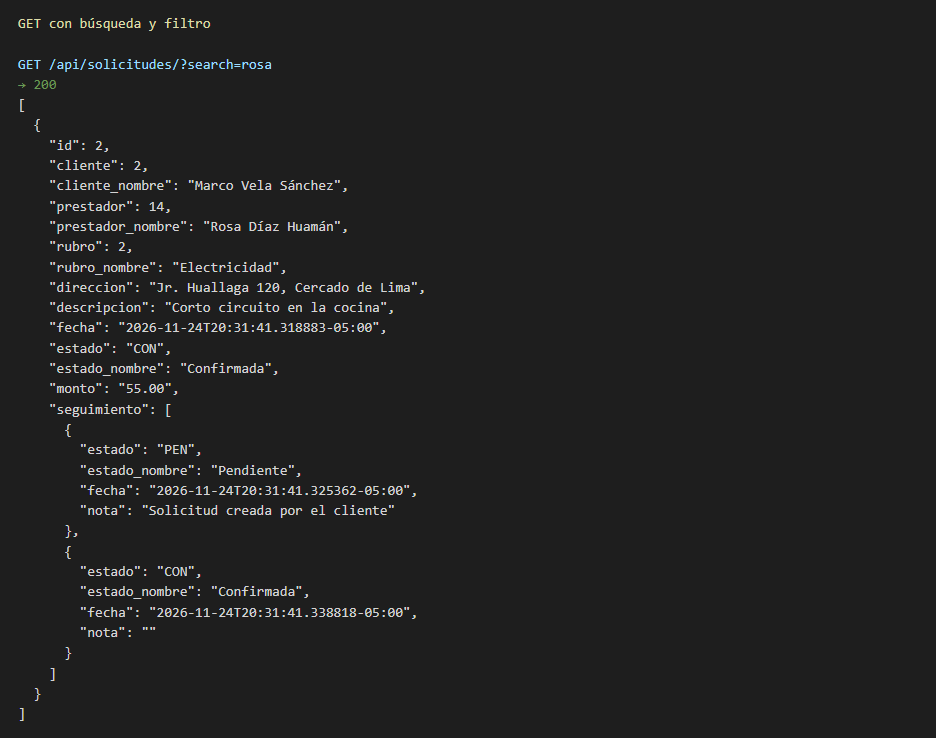 GET con búsqueda y filtro
GET /api/solicitudes/?search=rosa
→ 200
[
  {
    "id": 2,
    "cliente": 2,
    "cliente_nombre": "Marco Vela Sánchez",
    "prestador": 14,
    "prestador_nombre": "Rosa Díaz Huamán",
    "rubro": 2,
    "rubro_nombre": "Electricidad",
    "direccion": "Jr. Huallaga 120, Cercado de Lima",
    "descripcion": "Corto circuito en la cocina",
    "fecha": "2026-11-24T20:31:41.318883-05:00",
    "estado": "CON",
    "estado_nombre": "Confirmada",
    "monto": "55.00",
    "seguimiento": [
      {
        "estado": "PEN",
        "estado_nombre": "Pendiente",
        "fecha": "2026-11-24T20:31:41.325362-05:00",
        "nota": "Solicitud creada por el cliente"
      },
      {
        "estado": "CON",
        "estado_nombre": "Confirmada",
        "fecha": "2026-11-24T20:31:41.338818-05:00",
        "nota": ""
      }
    ]
  }
]